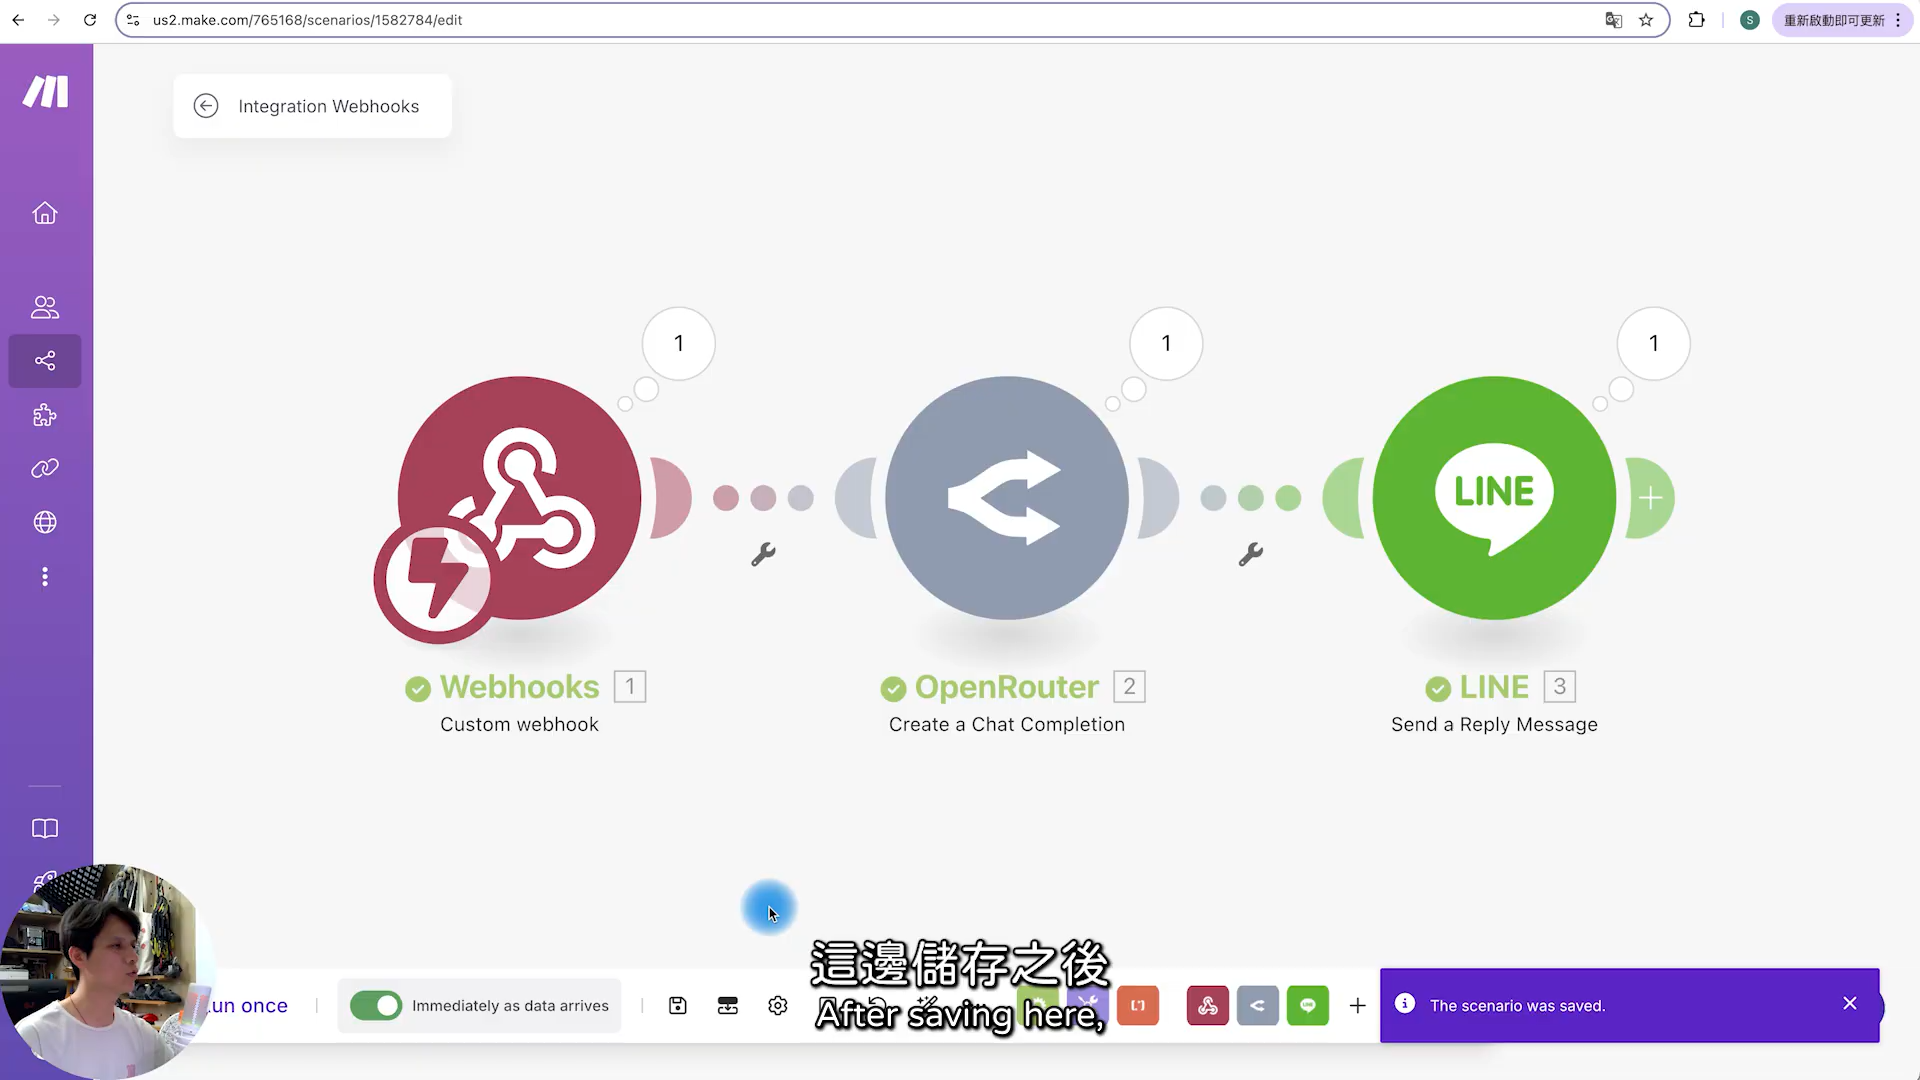 us2.make.com/765168/scenarios/1582784/edit
S
重新啟動即可更新
Integration Webhooks
1
1
1
LINE
Webhooks 1
Custom webhook
OpenRouter 2
Create a Chat Completion
LINE 3
Send a Reply Message
un once
Immediately as data arrives
The scenario was saved.
這邊儲存之後
After saving here,